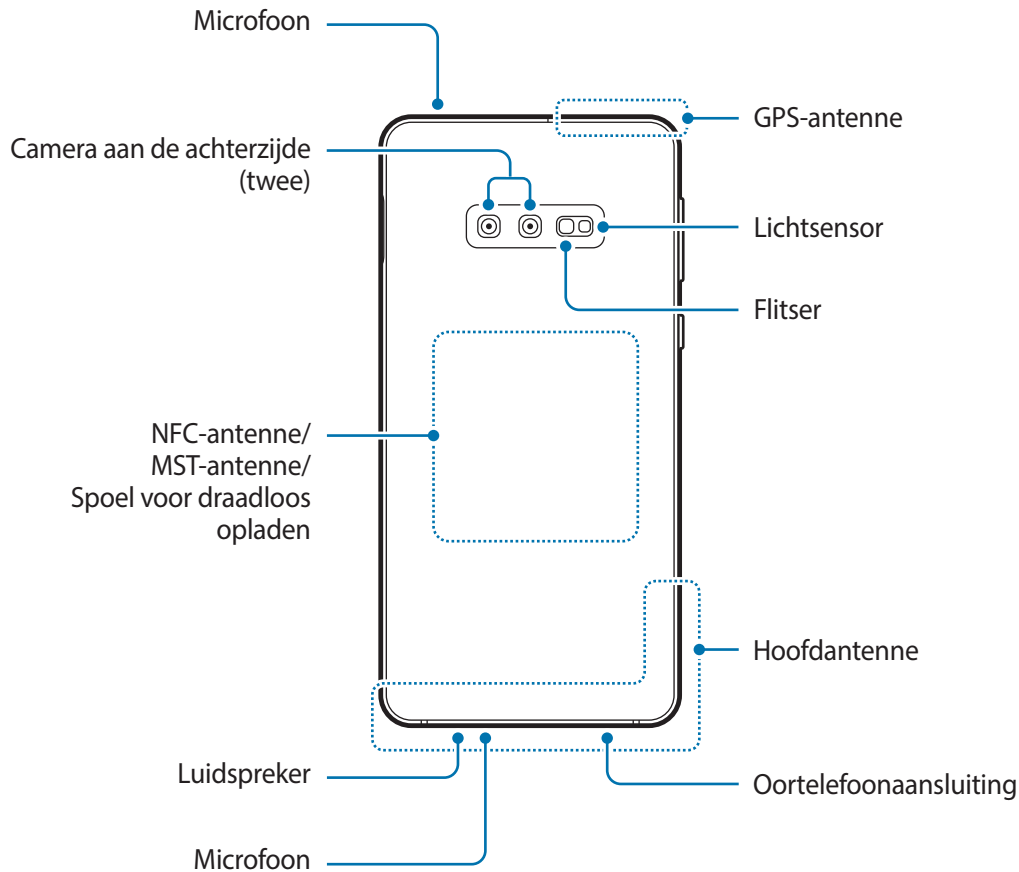 Microfoon
GPS-antenne
Camera aan de achterzijde
(twee)
Lichtsensor
Flitser
NFC-antenne/
MST-antenne/
Spoel voor draadloos
opladen
Hoofdantenne
Luidspreker
Oortelefoonaansluiting
Microfoon